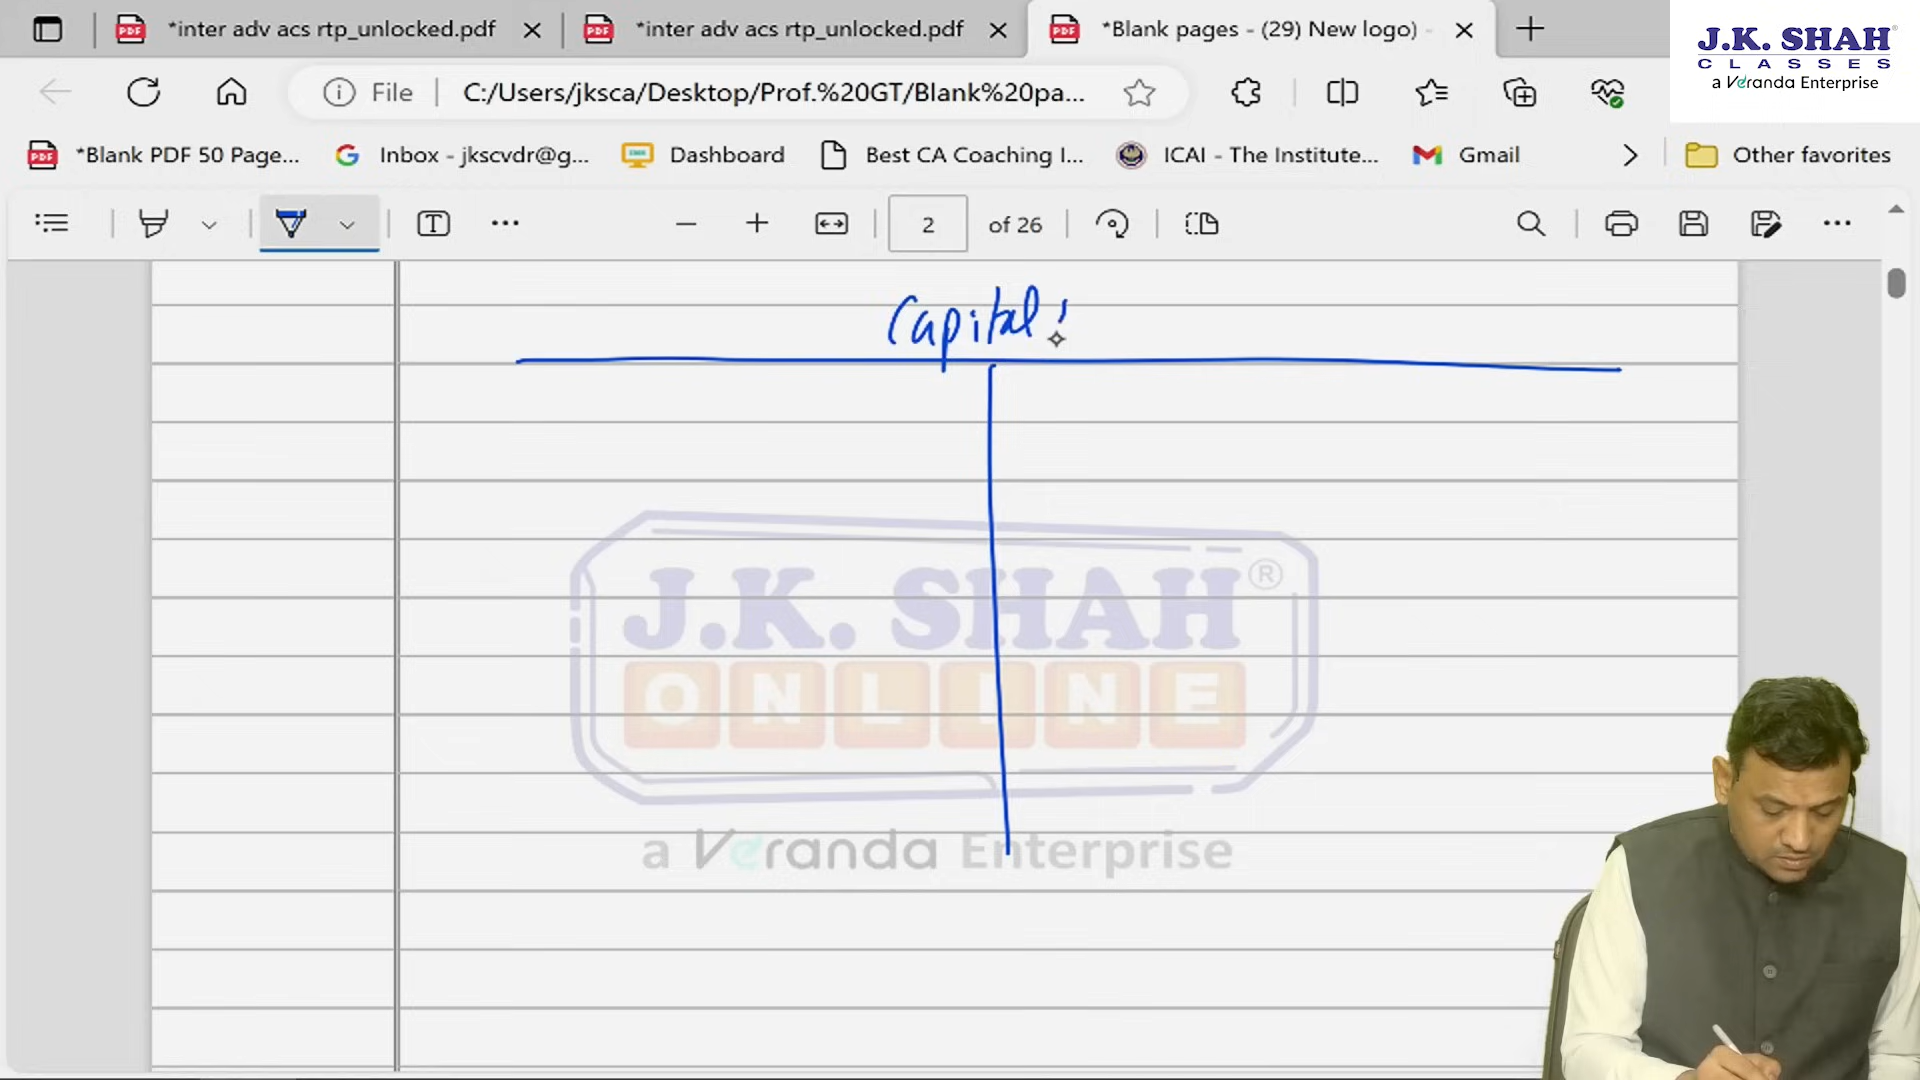 *inter adv acs rtp_unlocked.pdf *inter adv acs rtp_unlocked.pdf *Blank pages - (29) New logo) -
J.K. SHAH®
CLASSES
a Veranda Enterprise
File C:/Users/jksca/Desktop/Prof.%20GT/Blank%20pa...
*Blank PDF 50 Page... Inbox - jkscvdr@g... Dashboard Best CA Coaching I... ICAI - The Institute... Gmail Other favorites
2 of 26
Capital
J.K. SHAH®
ONLINE
a Veranda Enterprise